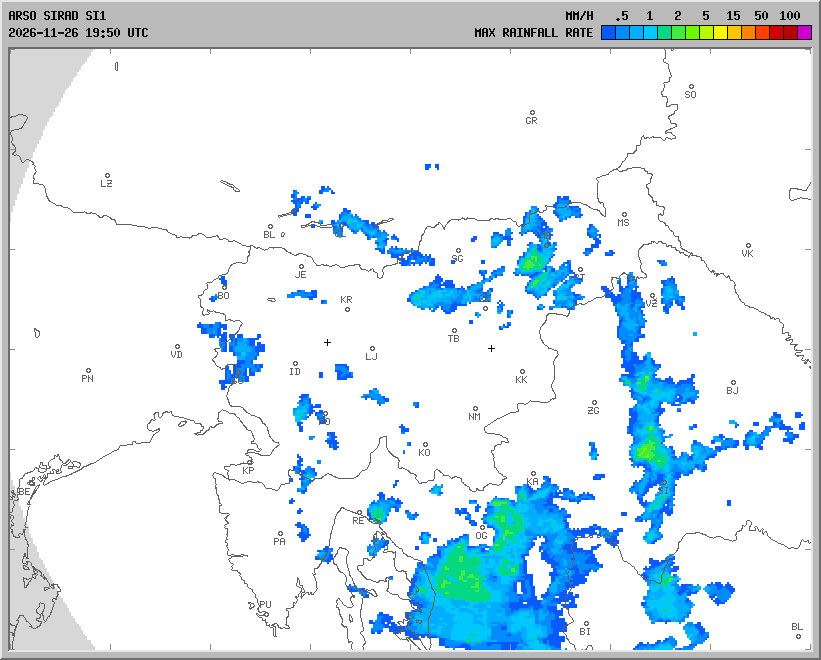 ARSO SIRAD SI1
MM/H .5 1 2 5 15 50 100
2026-11-26 19:50 UTC
MAX RAINFALL RATE
SO
GR
LZ
MS
BL
VK
SG
JE
BO
KR
VZ
TB
VD
LJ
ID
PN
KK
BJ
NM
ZG
KO
KP
KA
BE
SI
RE
OG
PA
PU
BI
BL